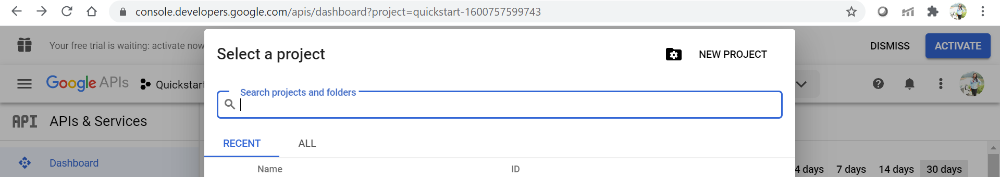 console.developers.google.com/apis/dashboard?project=quickstart-1600757599743
Your free trial is waiting: activate now
DISMISS
ACTIVATE
Select a project
NEW PROJECT
Google APIs
Quickstart
Search projects and folders
RECENT
ALL
Name
ID
API
APIs & Services
Dashboard
4 days
7 days
14 days
30 days